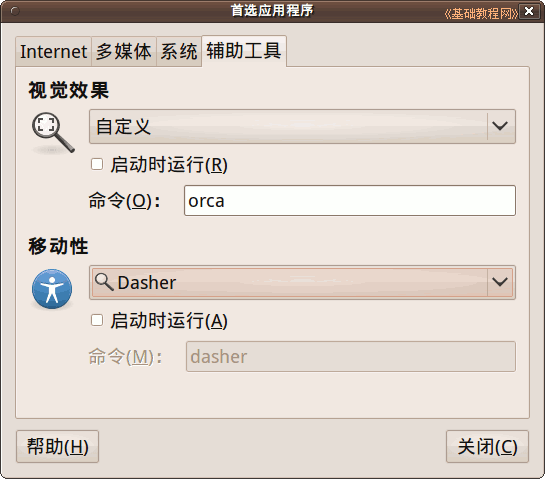 首选应用程序
《基础教程网》
Internet 多媒体 系统 辅助工具
视觉效果
自定义
启动时运行(R)
命令(O)： orca
移动性
Dasher
启动时运行(A)
命令(M)： dasher
帮助(H) 关闭(C)